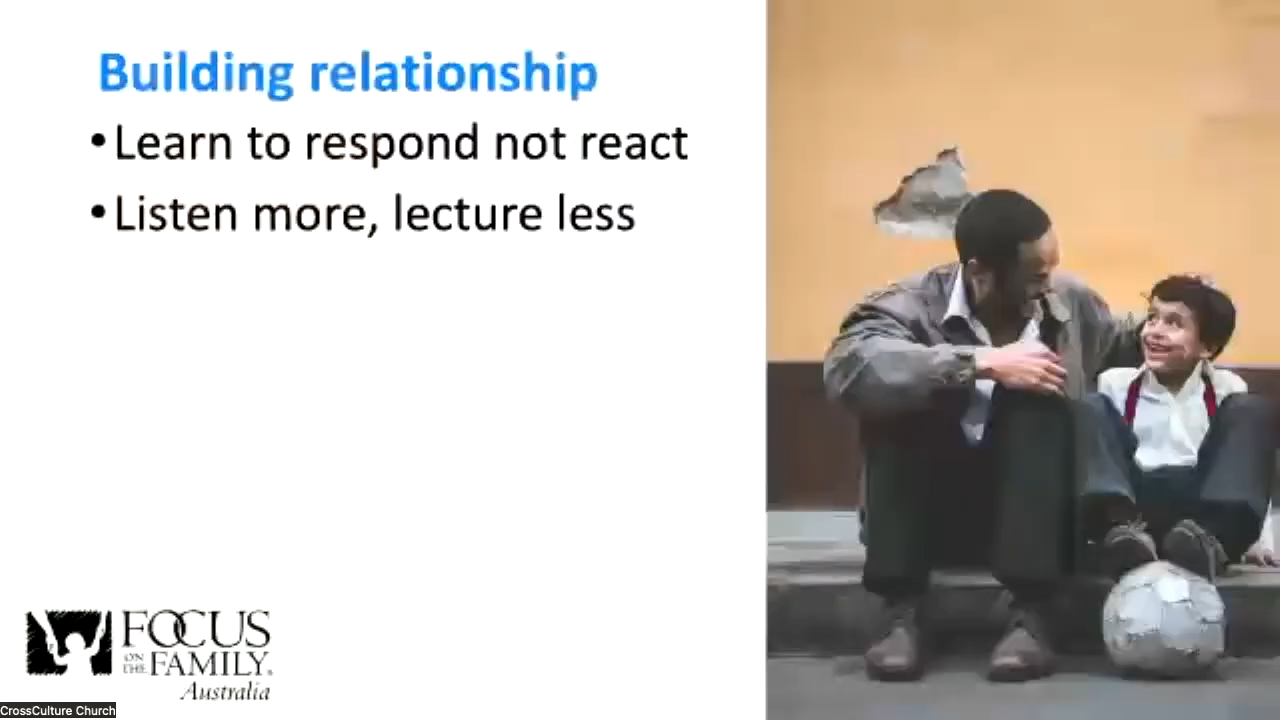 Building relationship
•Learn to respond not react
•Listen more, lecture less
FOCUS
ON THE FAMILY®
Australia
CrossCulture Church